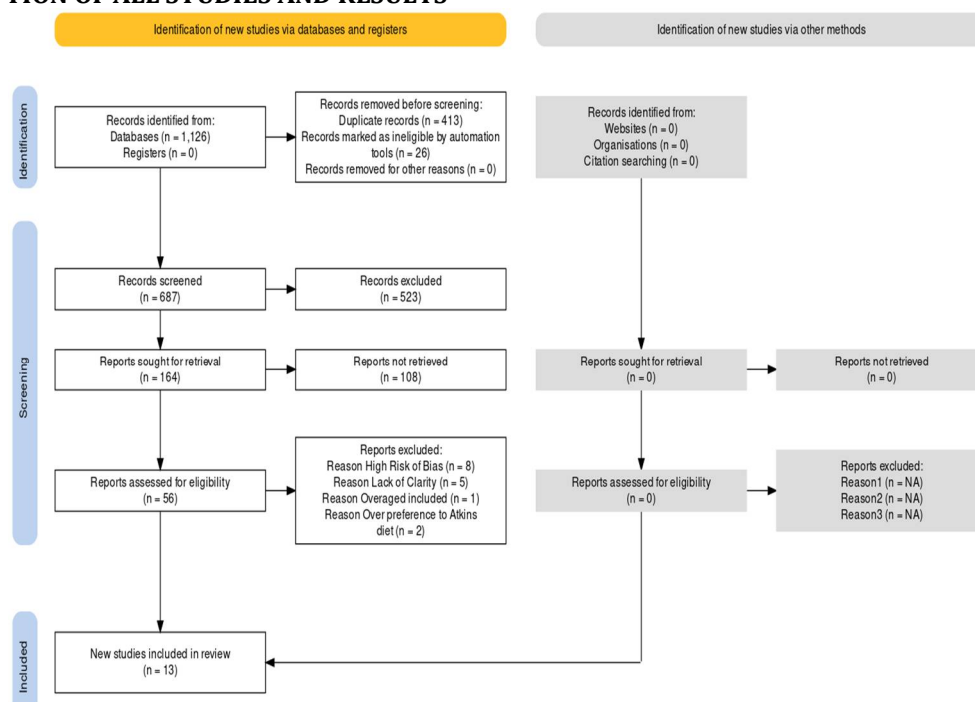 TION OF ALL STUDIES AND RESULTS
Identification of new studies via databases and registers
Identification of new studies via other methods
Identification
Records identified from:
Databases (n = 1,126)
Registers (n = 0)
Records removed before screening:
Duplicate records (n = 413)
Records marked as ineligible by automation
tools (n = 26)
Records removed for other reasons (n = 0)
Records identified from:
Websites (n = 0)
Organisations (n = 0)
Citation searching (n = 0)
Screening
Records screened
(n = 687)
Records excluded
(n = 523)
Reports sought for retrieval
(n = 164)
Reports not retrieved
(n = 108)
Reports sought for retrieval
(n = 0)
Reports not retrieved
(n = 0)
Reports assessed for eligibility
(n = 56)
Reports excluded:
Reason High Risk of Bias (n = 8)
Reason Lack of Clarity (n = 5)
Reason Overaged included (n = 1)
Reason Over preference to Atkins
diet (n = 2)
Reports assessed for eligibility
(n = 0)
Reports excluded:
Reason1 (n = NA)
Reason2 (n = NA)
Reason3 (n = NA)
Included
New studies included in review
(n = 13)